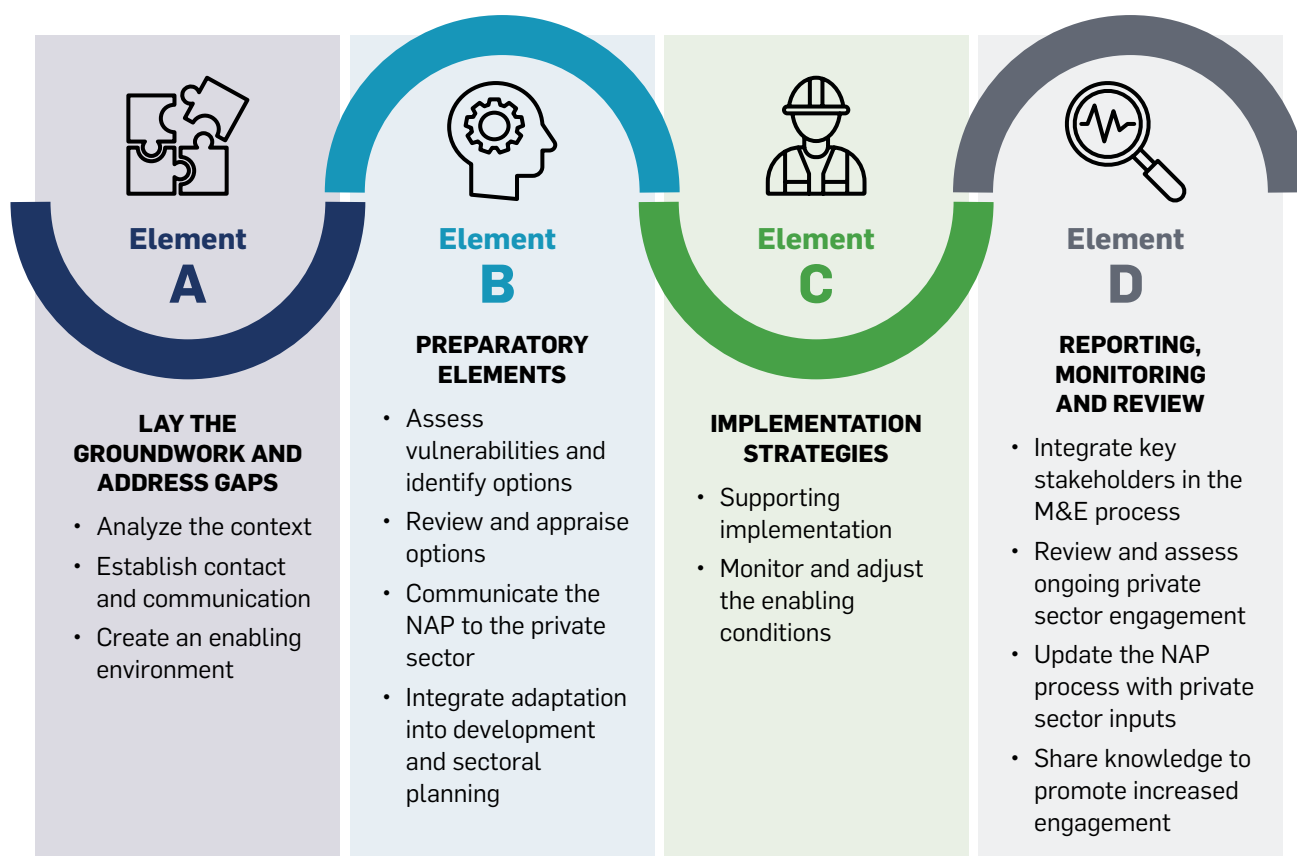 Element
A
LAY THE
GROUNDWORK AND
ADDRESS GAPS
• Analyze the context
• Establish contact
and communication
• Create an enabling
environment
Element
B
PREPARATORY
ELEMENTS
• Assess
vulnerabilities and
identify options
• Review and appraise
options
• Communicate the
NAP to the private
sector
• Integrate adaptation
into development
and sectoral
planning
Element
C
IMPLEMENTATION
STRATEGIES
• Supporting
implementation
• Monitor and adjust
the enabling
conditions
Element
D
REPORTING,
MONITORING
AND REVIEW
• Integrate key
stakeholders in the
M&E process
• Review and assess
ongoing private
sector engagement
• Update the NAP
process with private
sector inputs
• Share knowledge to
promote increased
engagement